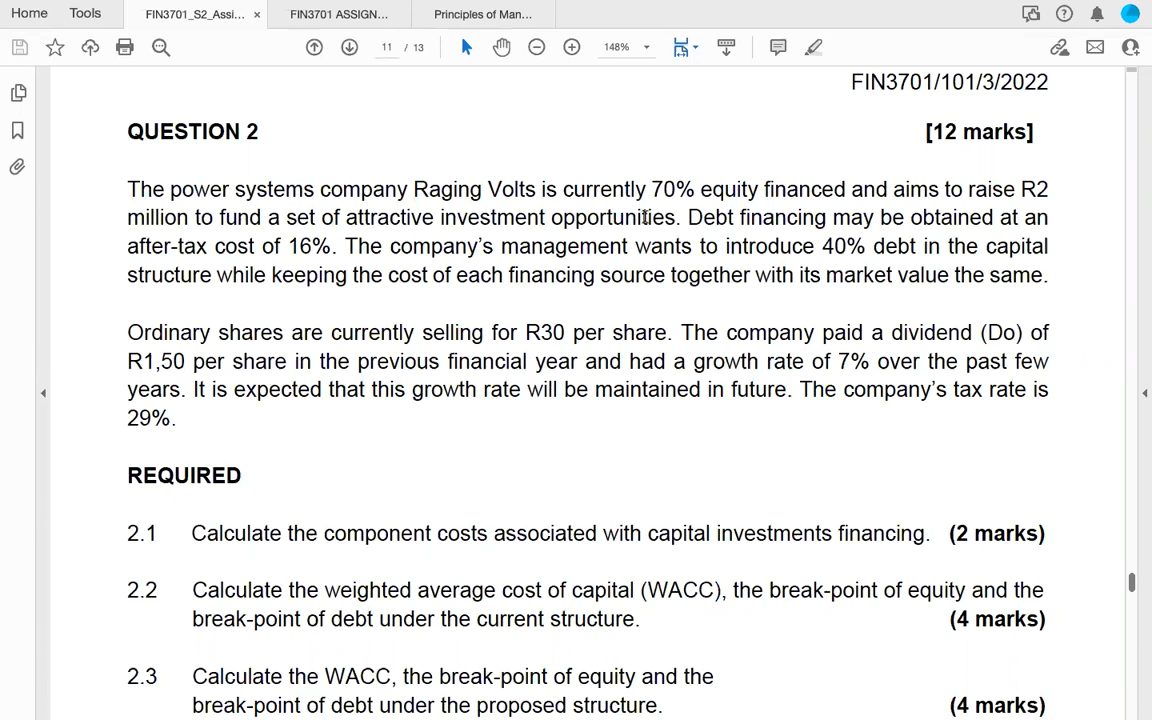 Home Tools FIN3701_S2_Assi... × FIN3701 ASSIGN... Principles of Man...
11 / 13 148%
FIN3701/101/3/2022
QUESTION 2 [12 marks]
The power systems company Raging Volts is currently 70% equity financed and aims to raise R2
million to fund a set of attractive investment opportunities. Debt financing may be obtained at an
after-tax cost of 16%. The company’s management wants to introduce 40% debt in the capital
structure while keeping the cost of each financing source together with its market value the same.
Ordinary shares are currently selling for R30 per share. The company paid a dividend (Do) of
R1,50 per share in the previous financial year and had a growth rate of 7% over the past few
years. It is expected that this growth rate will be maintained in future. The company’s tax rate is
29%.
REQUIRED
2.1 Calculate the component costs associated with capital investments financing. (2 marks)
2.2 Calculate the weighted average cost of capital (WACC), the break-point of equity and the
break-point of debt under the current structure. (4 marks)
2.3 Calculate the WACC, the break-point of equity and the
break-point of debt under the proposed structure. (4 marks)